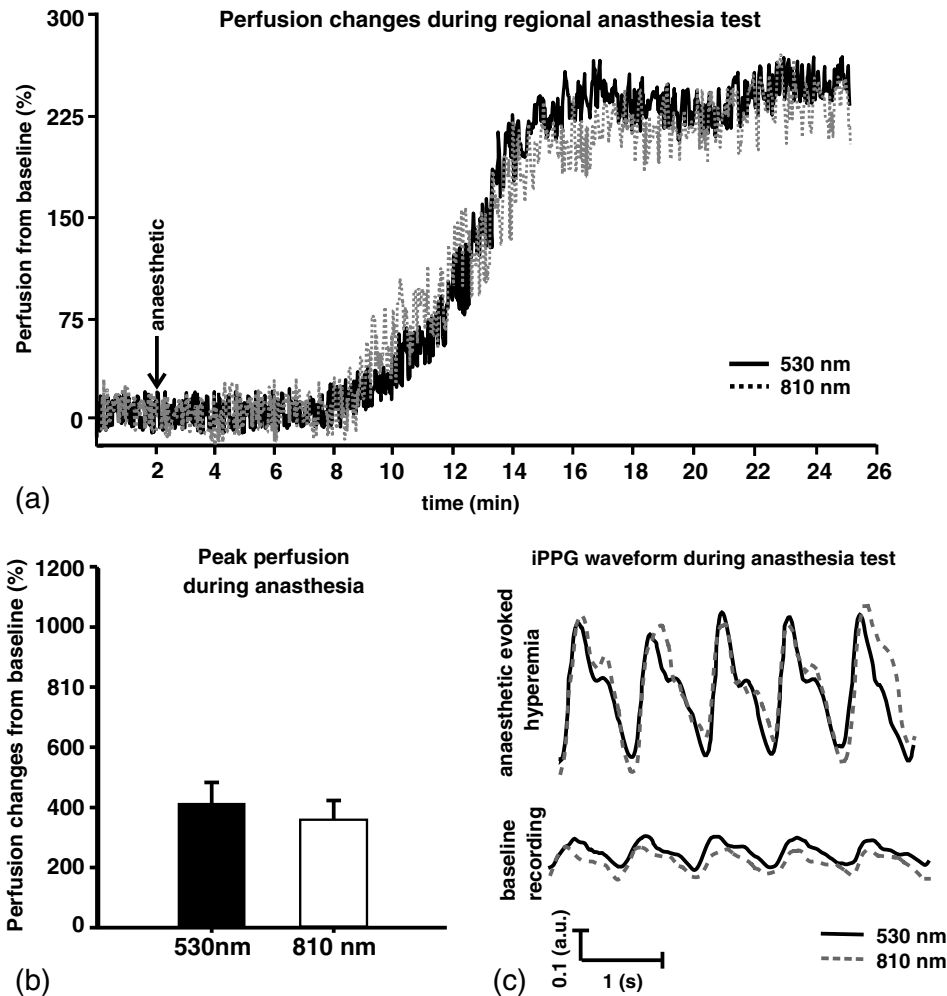 Perfusion changes during regional anasthesia test
Perfusion from baseline (%)
300
225
150
75
0
anaesthetic
530 nm
810 nm
2 4 6 8 10 12 14 16 18 20 22 24 26
time (min)
(a)
Peak perfusion
during anasthesia
Perfusion changes from baseline (%)
1200
1000
810
600
400
200
0
530nm 810 nm
(b)
iPPG waveform during anasthesia test
anaesthetic evoked
hyperemia
baseline
recording
0.1 (a.u.)
1 (s)
530 nm
810 nm
(c)